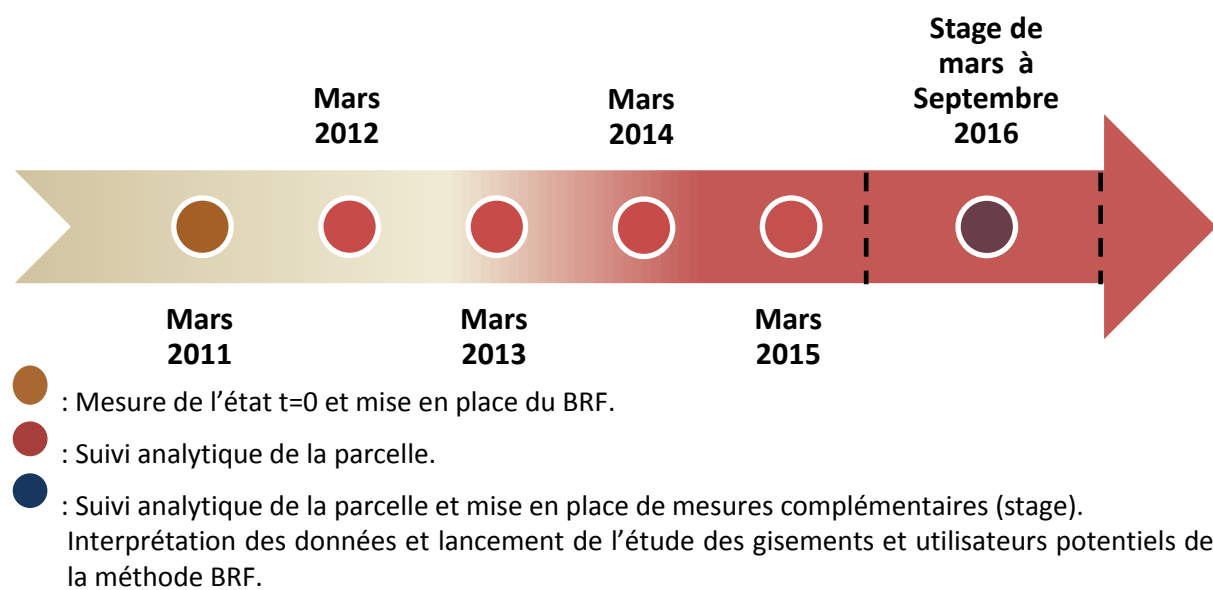 Stage de
mars à
Septembre
2016
Mars
2012
Mars
2014
Mars
2011
Mars
2013
Mars
2015
: Mesure de l’état t=0 et mise en place du BRF.
: Suivi analytique de la parcelle.
: Suivi analytique de la parcelle et mise en place de mesures complémentaires (stage).
Interprétation des données et lancement de l’étude des gisements et utilisateurs potentiels de
la méthode BRF.